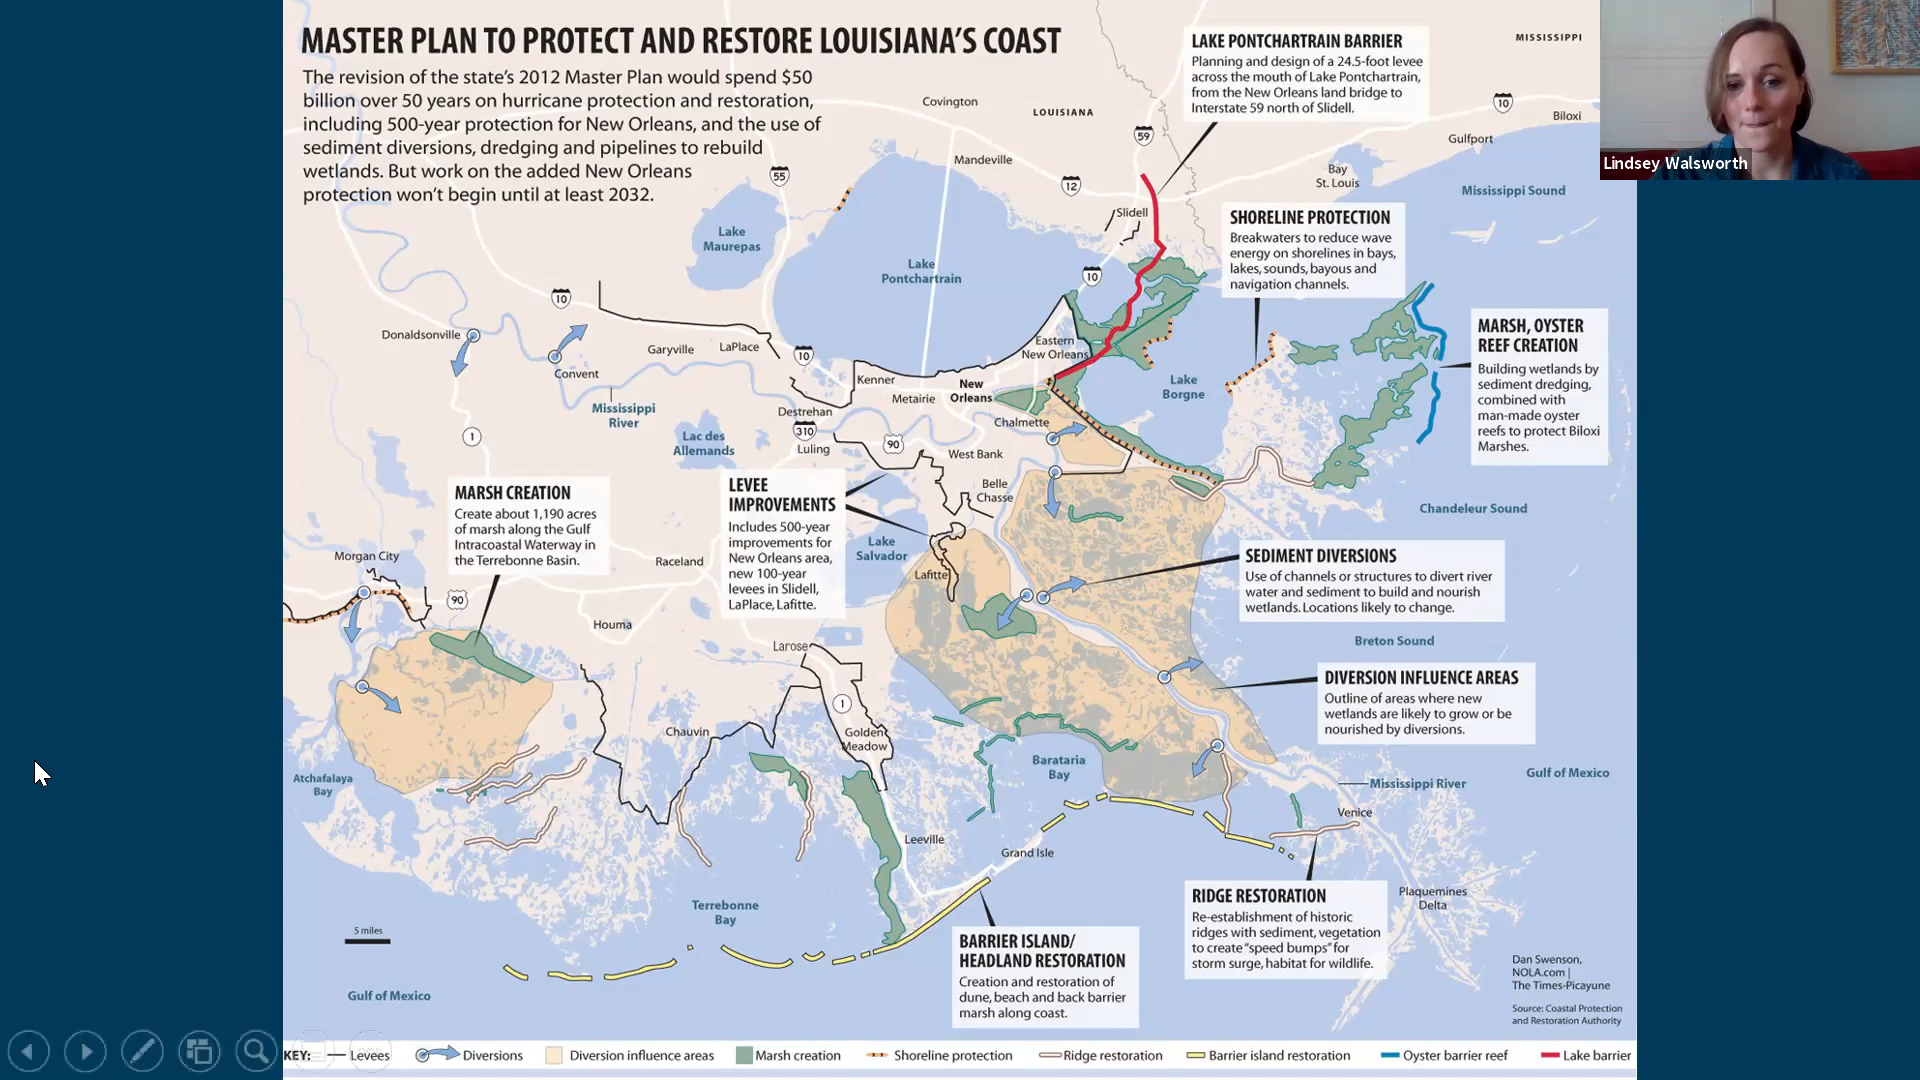 MASTER PLAN TO PROTECT AND RESTORE LOUISIANA'S COAST
The revision of the state's 2012 Master Plan would spend $50
billion over 50 years on hurricane protection and restoration,
including 500-year protection for New Orleans, and the use of
sediment diversions, dredging and pipelines to rebuild
wetlands. But work on the added New Orleans
protection won't begin until at least 2032.
LAKE PONTCHARTRAIN BARRIER
Planning and design of a 24.5-foot levee
across the mouth of Lake Pontchartrain,
from the New Orleans land bridge to
Interstate 59 north of Slidell.
MISSISSIPPI
Lindsey Walsworth
Covington
LOUISIANA
10
Biloxi
59
Gulfport
Mandeville
55
12
Bay
St. Louis
Mississippi Sound
Slidell
SHORELINE PROTECTION
Breakwaters to reduce wave
energy on shorelines in bays,
lakes, sounds, bayous and
navigation channels.
Lake
Maurepas
Lake
Pontchartrain
10
10
MARSH, OYSTER
REEF CREATION
Building wetlands by
sediment dredging,
combined with
man-made oyster
reefs to protect Biloxi
Marshes.
Donaldsonville
Garyville
LaPlace
10
Eastern
New Orleans
Convent
Kenner
Metairie
New
Orleans
Lake
Borgne
Mississippi
River
Destrehan
310
Luling
Chalmette
1
Lac des
Allemands
90
West Bank
Belle
Chasse
MARSH CREATION
Create about 1,190 acres
of marsh along the Gulf
Intracoastal Waterway in
the Terrebonne Basin.
LEVEE
IMPROVEMENTS
Includes 500-year
improvements for
New Orleans area,
new 100-year
levees in Slidell,
LaPlace, Lafitte.
Chandeleur Sound
Lake
Salvador
Morgan City
Raceland
Lafitte
SEDIMENT DIVERSIONS
Use of channels or structures to divert river
water and sediment to build and nourish
wetlands. Locations likely to change.
90
Houma
Larose
Breton Sound
DIVERSION INFLUENCE AREAS
Outline of areas where new
wetlands are likely to grow or be
nourished by diversions.
1
Chauvin
Golden
Meadow
Atchafalaya
Bay
Barataria
Bay
Gulf of Mexico
Mississippi River
Venice
Leeville
Grand Isle
Terrebonne
Bay
Plaquemines
Delta
RIDGE RESTORATION
Re-establishment of historic
ridges with sediment, vegetation
to create "speed bumps" for
storm surge, habitat for wildlife.
5 miles
BARRIER ISLAND/
HEADLAND RESTORATION
Creation and restoration of
dune, beach and back barrier
marsh along coast.
Gulf of Mexico
Dan Swenson,
NOLA.com |
The Times-Picayune
Source: Coastal Protection
and Restoration Authority
KEY: Levees Diversions Diversion influence areas Marsh creation Shoreline protection Ridge restoration Barrier island restoration Oyster barrier reef Lake barrier